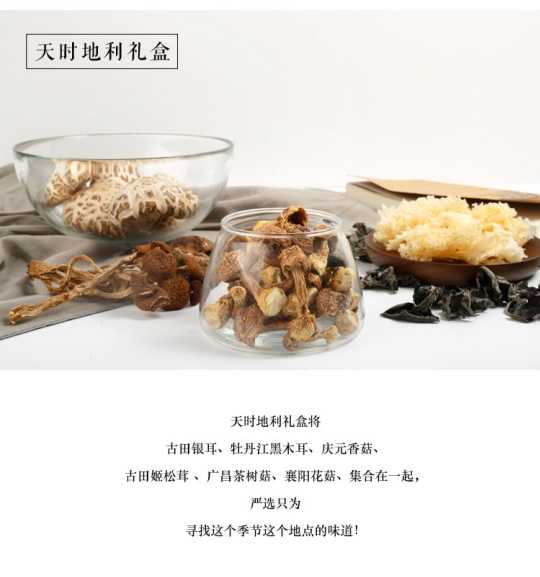 天时地利礼盒
天时地利礼盒将
古田银耳、牡丹江黑木耳、庆元香菇、
古田姬松茸 、广昌茶树菇、襄阳花菇、集合在一起，
严选只为
寻找这个季节这个地点的味道！